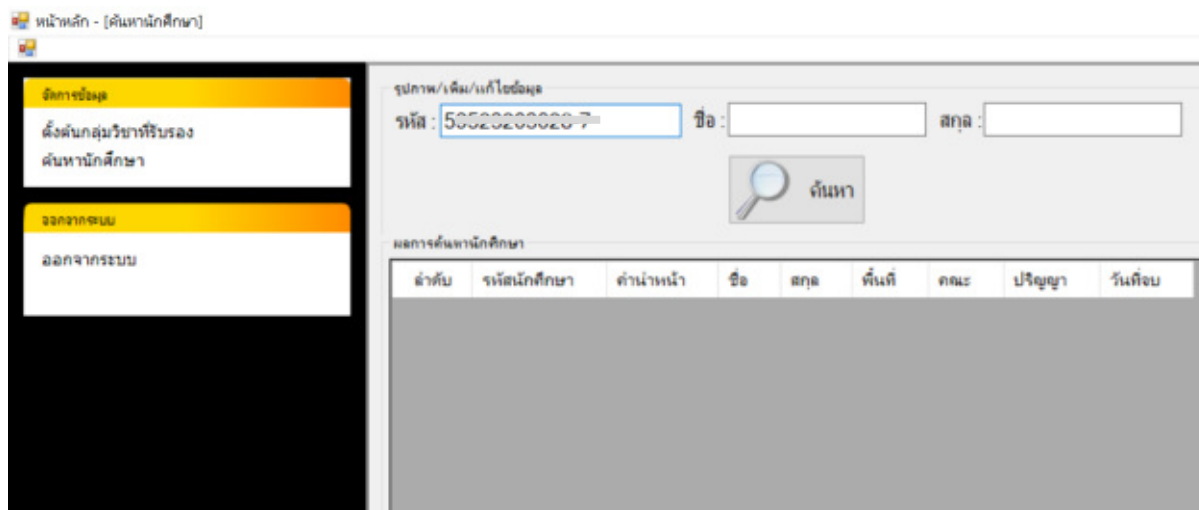 หน้าหลัก - [ค้นหานักศึกษา]
จัดการข้อมูล
ตั้งต้นกลุ่มวิชาที่รับรอง
ค้นหานักศึกษา
ออกจากระบบ
ออกจากระบบ
รูปภาพ/เพิ่ม/แก้ไขข้อมูล
รหัส : ชื่อ : สกุล :
ค้นหา
ผลการค้นหานักศึกษา
ลำดับ รหัสนักศึกษา คำนำหน้า ชื่อ สกุล พื้นที่ คณะ ปริญญา วันที่จบ